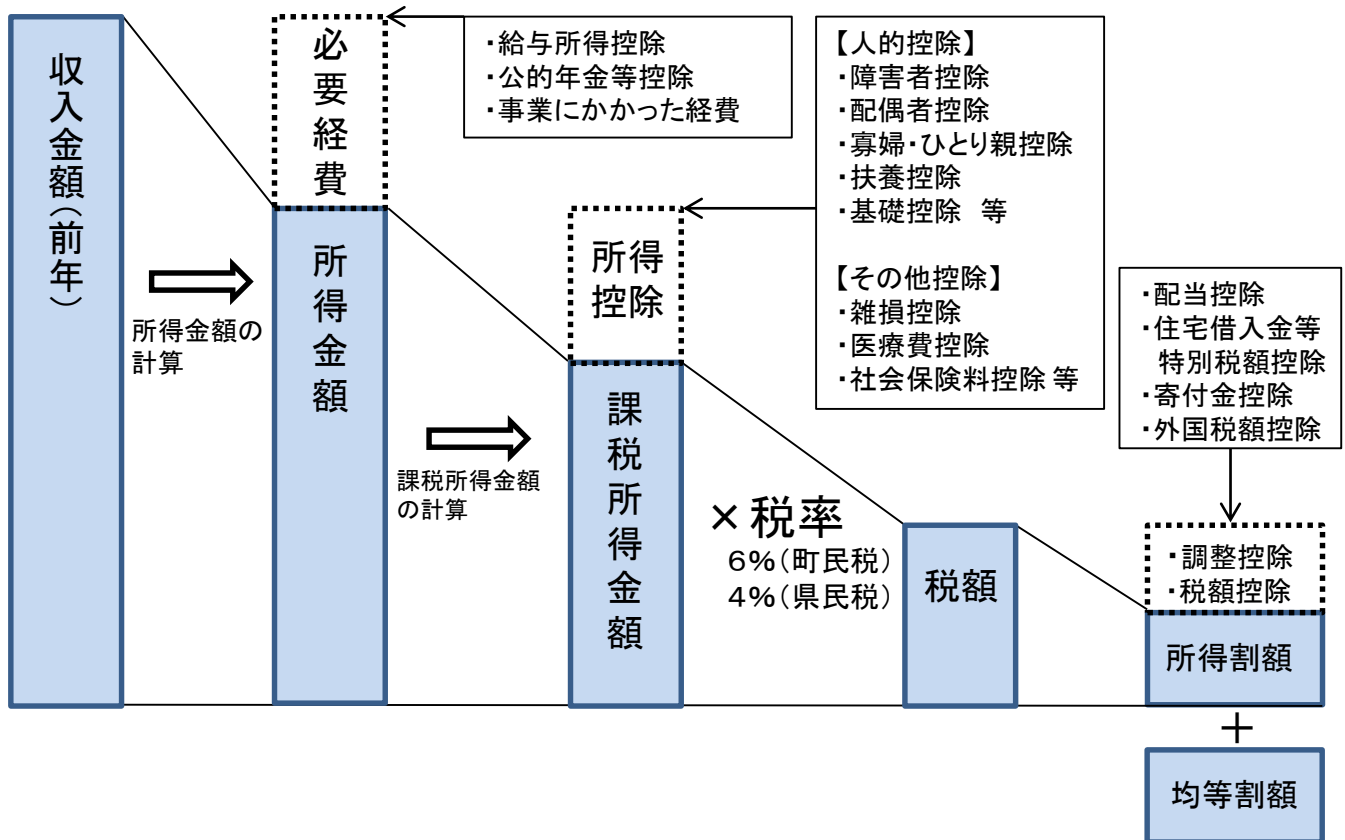 収入金額(前年)
所得金額の
計算
必要経費
所得金額
・給与所得控除
・公的年金等控除
・事業にかかった経費
課税所得金額
の計算
所得
控除
課税所得金額
【人的控除】
・障害者控除
・配偶者控除
・寡婦・ひとり親控除
・扶養控除
・基礎控除 等
【その他控除】
・雑損控除
・医療費控除
・社会保険料控除 等
×税率
6%(町民税)
4%(県民税)
税額
・配当控除
・住宅借入金等
特別税額控除
・寄付金控除
・外国税額控除
・調整控除
・税額控除
所得割額
+
均等割額